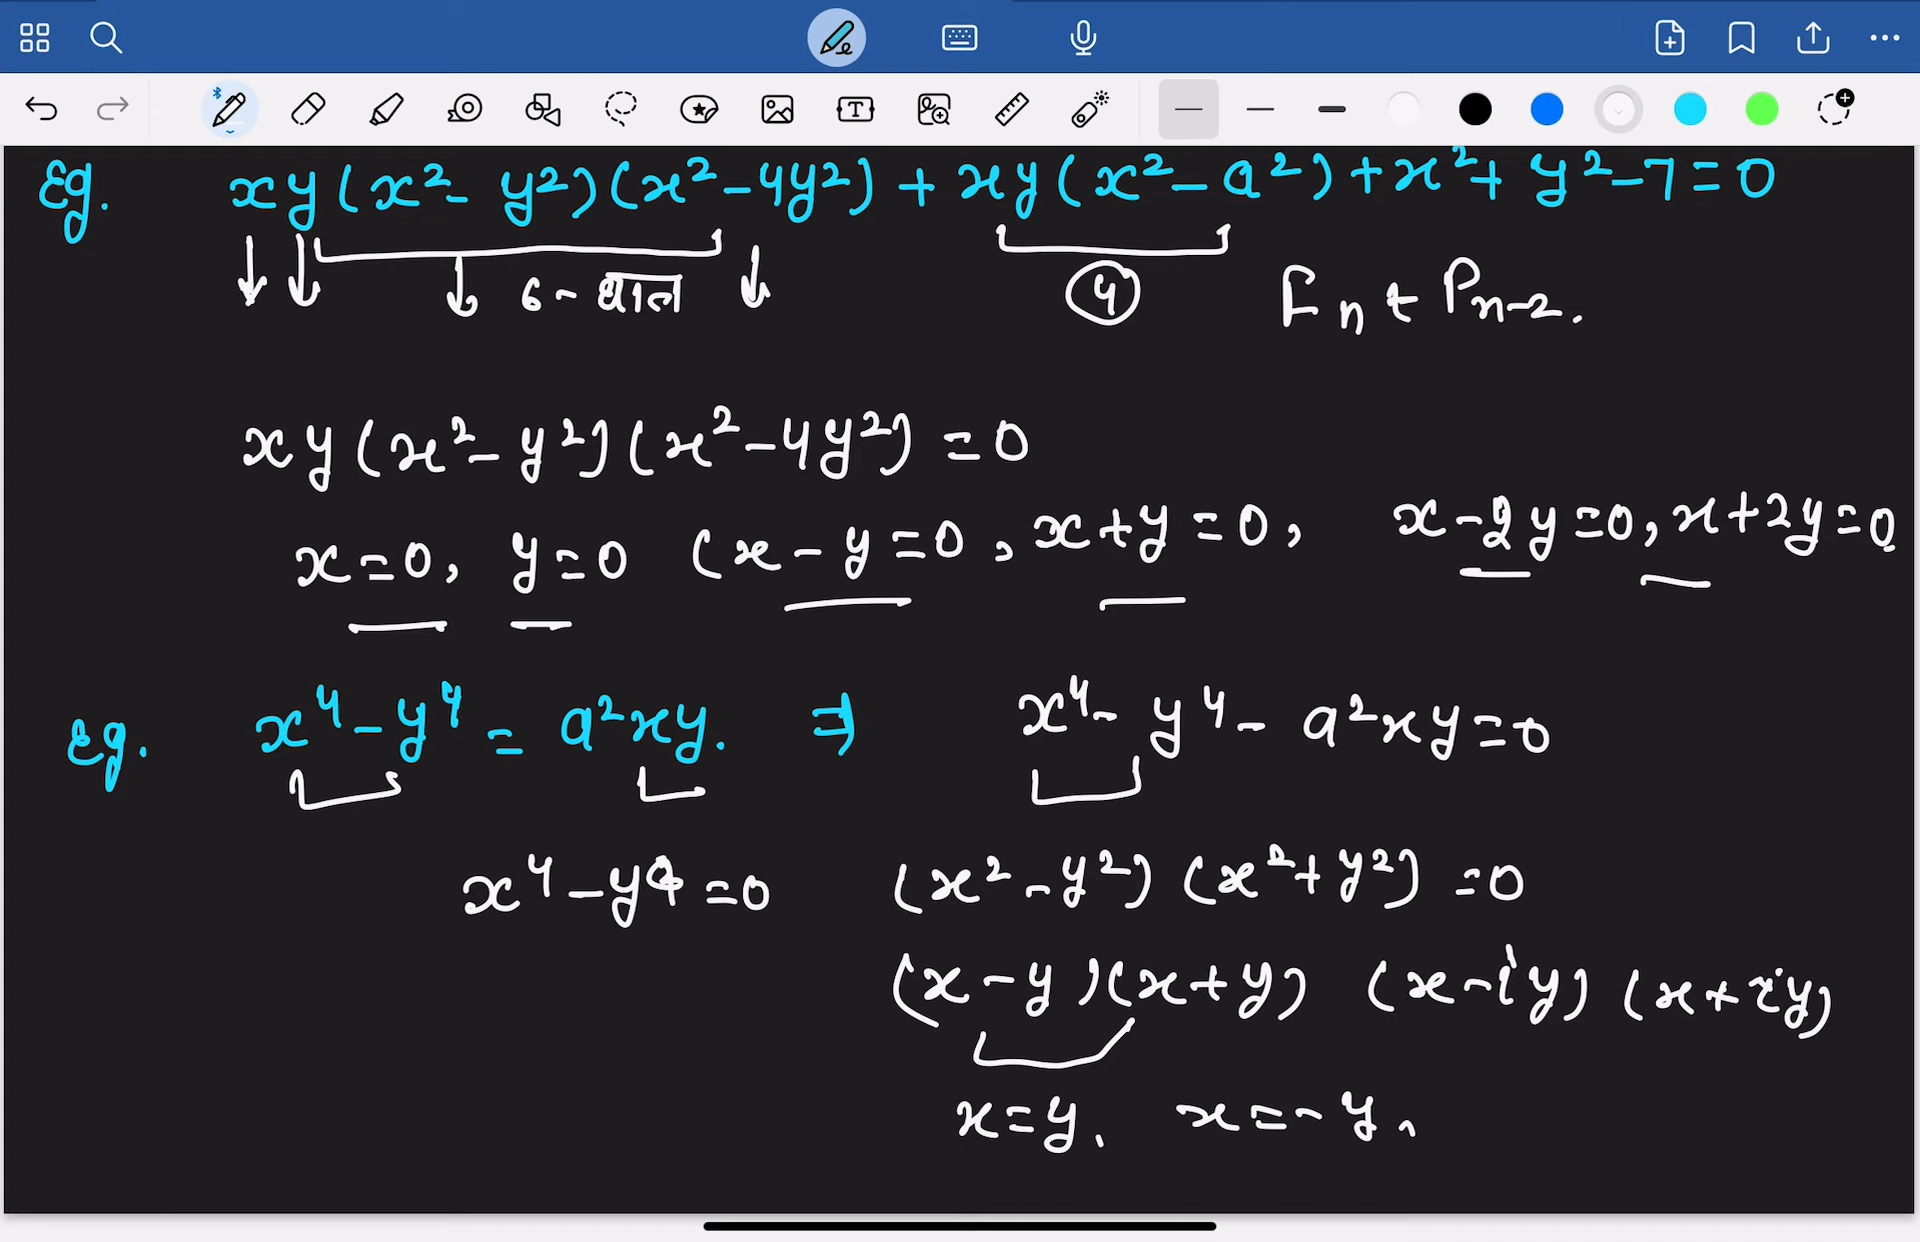 Eg. xy(x²-y²)(x²-4y²)+xy(x²-a²)+x²+y²-7=0
6-घात ④ Fn+Pn-2.
xy(x²-y²)(x²-4y²)=0
x=0, y=0 (x-y=0, x+y=0, x-2y=0, x+2y=0
Eg. x⁴-y⁴=a²xy. ⇒ x⁴-y⁴-a²xy=0
x⁴-y⁴=0 (x²-y²)(x²+y²)=0
(x-y)(x+y) (x-iy)(x+iy)
x=y, x=-y,